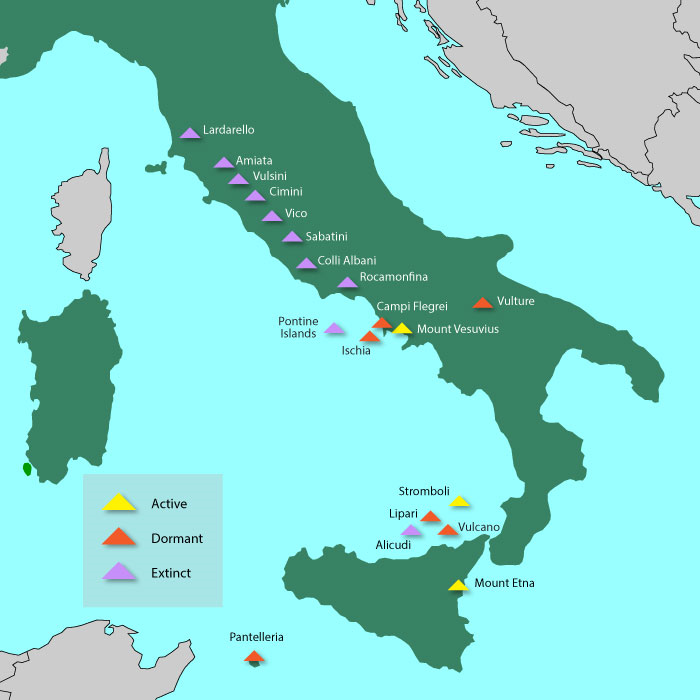 Lardarello
Amiata
Vulsini
Cimini
Vico
Sabatini
Colli Albani
Rocamonfina
Campi Flegrei
Vulture
Pontine
Islands
Mount Vesuvius
Ischia
Stromboli
Lipari
Vulcano
Alicudi
Mount Etna
Pantelleria
Active
Dormant
Extinct